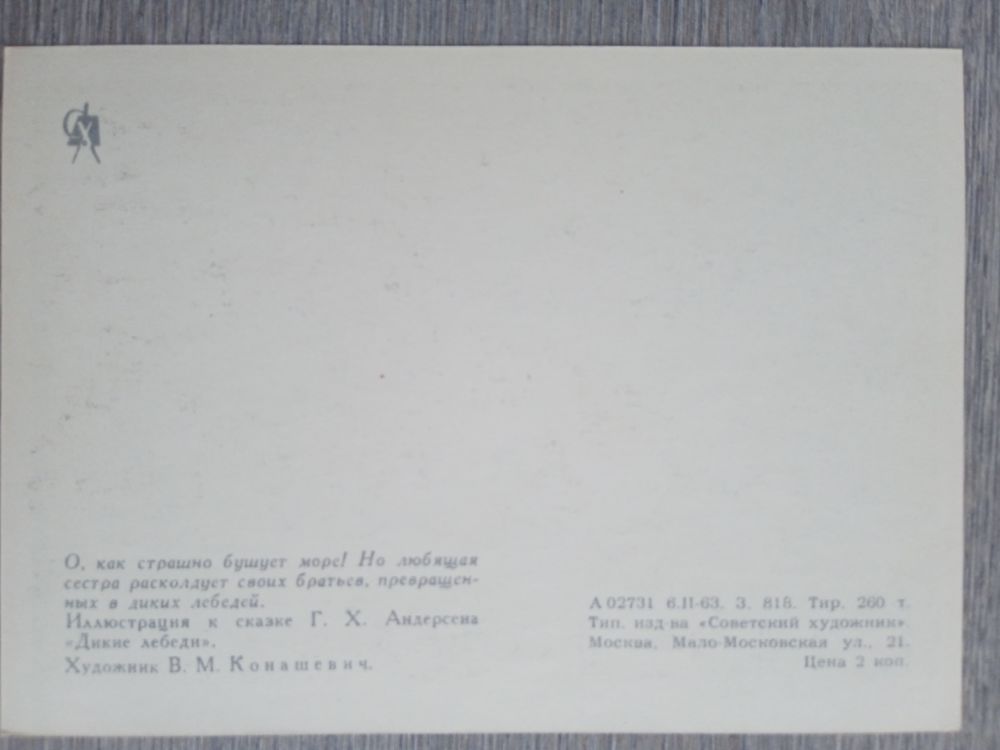 СХ
О, как страшно бушует море! Но любящая
сестра расколдует своих братьев, превращен-
ных в диких лебедей.
Иллюстрация к сказке Г. Х. Андерсена
«Дикие лебеди».
Художник В. М. Конашевич.
А 02731 6.II-63. З. 818. Тир. 260 т.
Тип. изд-ва «Советский художник».
Москва, Мало-Московская ул., 21.
Цена 2 коп.